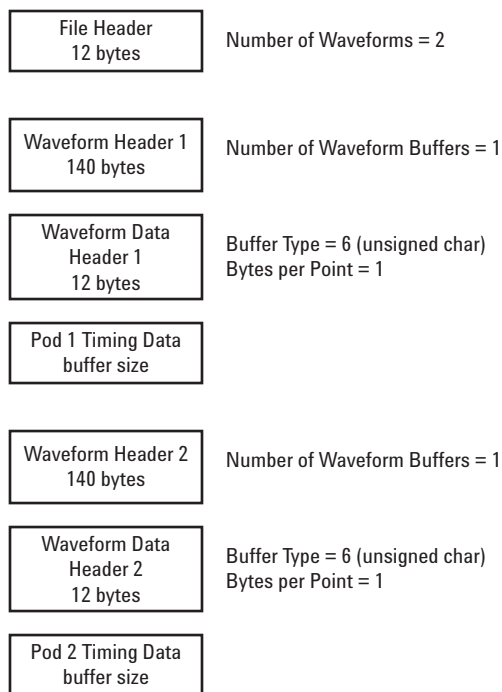 File Header
12 bytes
Number of Waveforms = 2
Waveform Header 1
140 bytes
Number of Waveform Buffers = 1
Waveform Data
Header 1
12 bytes
Buffer Type = 6 (unsigned char)
Bytes per Point = 1
Pod 1 Timing Data
buffer size
Waveform Header 2
140 bytes
Number of Waveform Buffers = 1
Waveform Data
Header 2
12 bytes
Buffer Type = 6 (unsigned char)
Bytes per Point = 1
Pod 2 Timing Data
buffer size